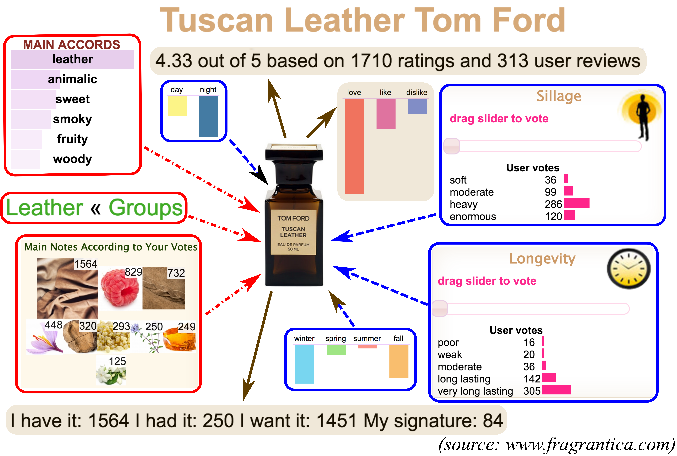 Tuscan Leather Tom Ford
4.33 out of 5 based on 1710 ratings and 313 user reviews
MAIN ACCORDS
leather
animalic
sweet
smoky
fruity
woody
day night
ove like dislike
Sillage
drag slider to vote
User votes
soft 36
moderate 99
heavy 286
enormous 120
Leather « Groups
TOM FORD
TUSCAN
LEATHER
EAU DE PARFUM
50 ML
Main Notes According to Your Votes
1564 829 732
448 320 293 250 249
125
Longevity
drag slider to vote
User votes
poor 16
weak 20
moderate 36
long lasting 142
very long lasting 305
winter spring summer fall
I have it: 1564 I had it: 250 I want it: 1451 My signature: 84
(source: www.fragrantica.com)